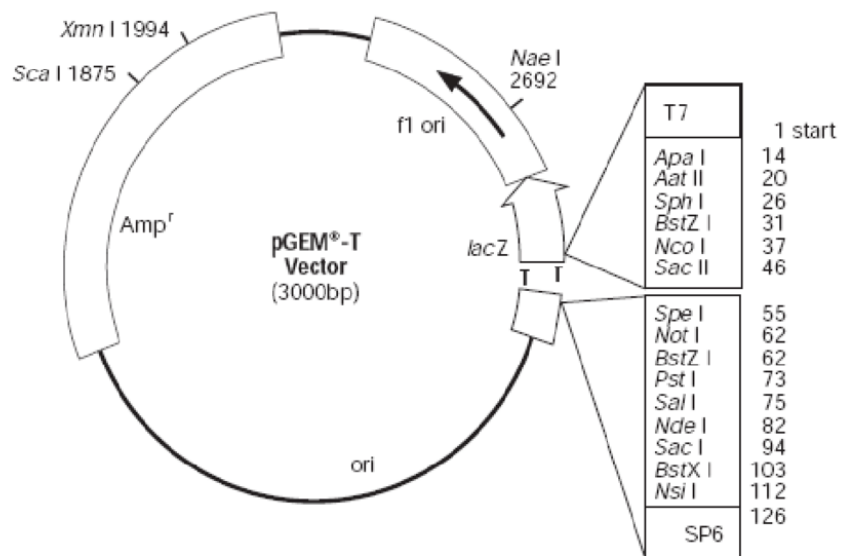 Xmn I 1994
Sca I 1875
Nae I
2692
f1 ori
Ampʳ
pGEM®-T
Vector
(3000bp)
lacZ
T T
ori
T7
1 start
Apa I 14
Aat II 20
Sph I 26
BstZ I 31
Nco I 37
Sac II 46
Spe I 55
Not I 62
BstZ I 62
Pst I 73
Sal I 75
Nde I 82
Sac I 94
BstX I 103
Nsi I 112
126
SP6